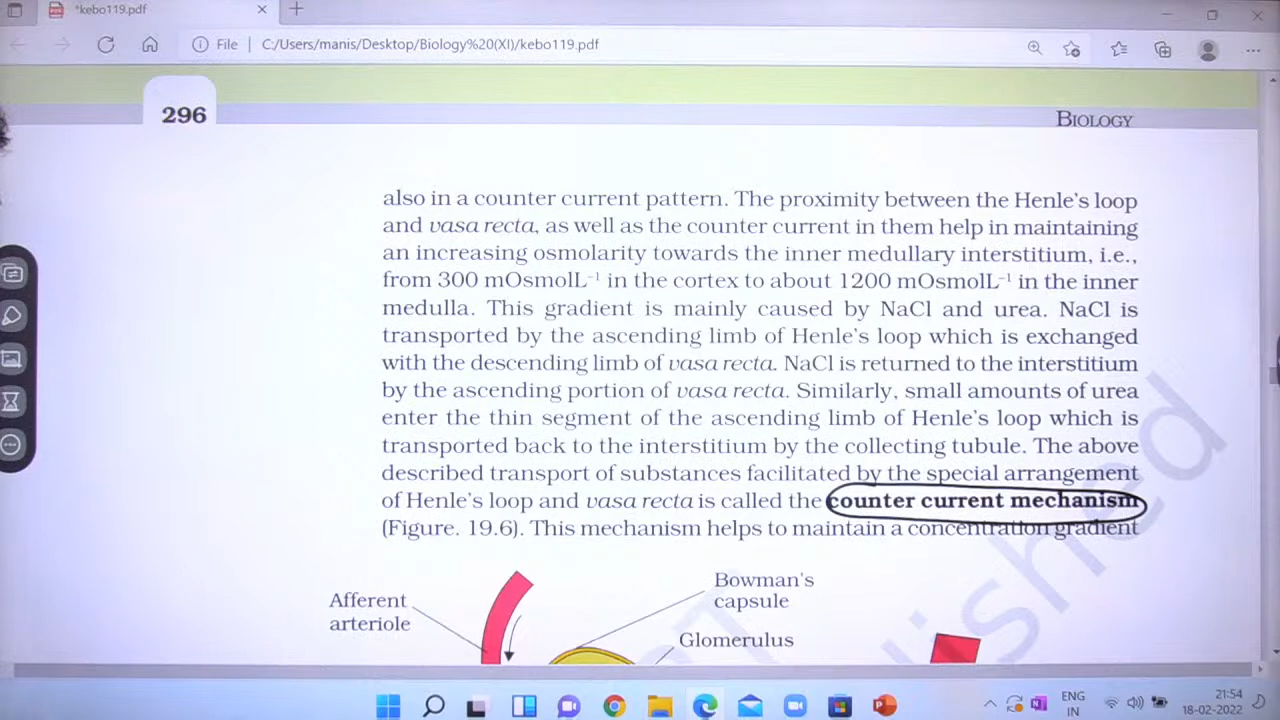 *kebo119.pdf
File
C:/Users/manis/Desktop/Biology%20(XI)/kebo119.pdf
296
BIOLOGY
also in a counter current pattern. The proximity between the Henle's loop
and vasa recta, as well as the counter current in them help in maintaining
an increasing osmolarity towards the inner medullary interstitium, i.e.,
from 300 mOsmolL⁻¹ in the cortex to about 1200 mOsmolL⁻¹ in the inner
medulla. This gradient is mainly caused by NaCl and urea. NaCl is
transported by the ascending limb of Henle's loop which is exchanged
with the descending limb of vasa recta. NaCl is returned to the interstitium
by the ascending portion of vasa recta. Similarly, small amounts of urea
enter the thin segment of the ascending limb of Henle's loop which is
transported back to the interstitium by the collecting tubule. The above
described transport of substances facilitated by the special arrangement
of Henle's loop and vasa recta is called the counter current mechanism
(Figure. 19.6). This mechanism helps to maintain a concentration gradient
Bowman's
capsule
Afferent
arteriole
Glomerulus
ENG
IN
21:54
18-02-2022